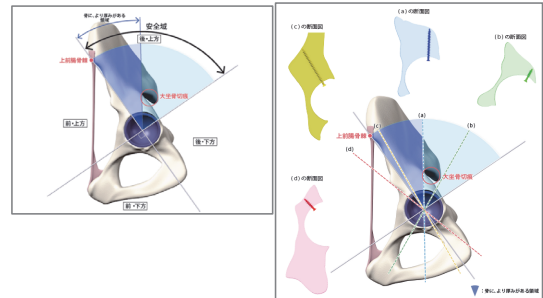 骨に、より厚みがある
領域
安全域
後・上方
上前腸骨棘
大坐骨切痕
前・上方
後・下方
前・下方
(c)の断面図
(a)の断面図
(b)の断面図
(a)
(c)
(b)
上前腸骨棘
(d)
大坐骨切痕
(d)の断面図
:骨に、より厚みがある領域